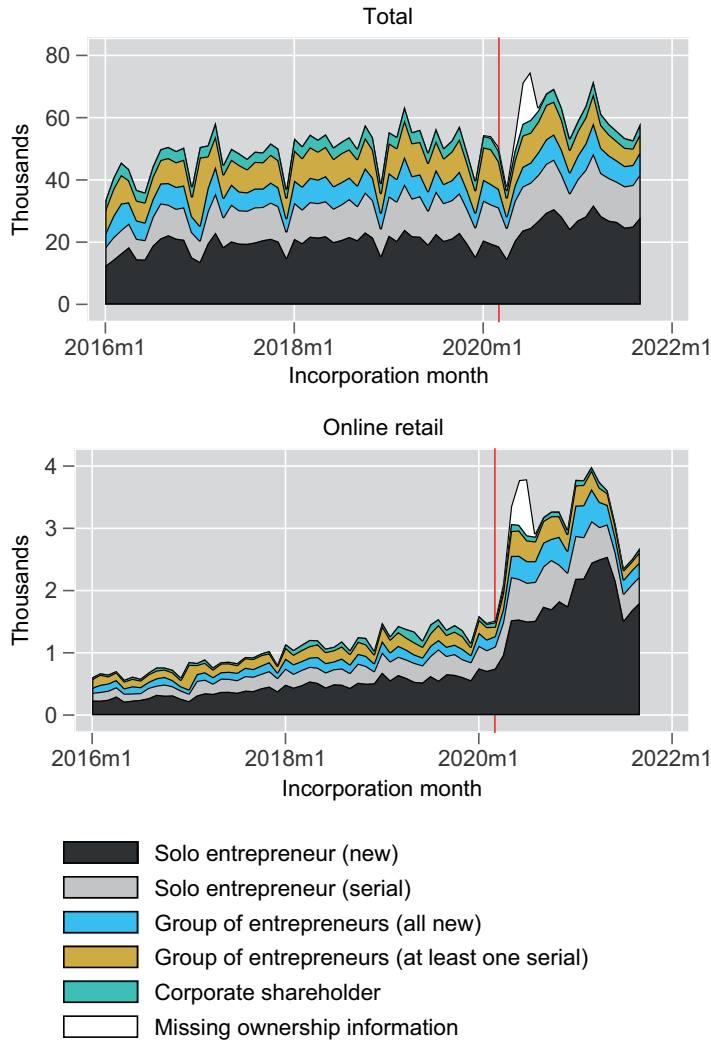 Total
80
60
40
20
0
Thousands
2016m1 2018m1 2020m1 2022m1
Incorporation month
Online retail
4
3
2
1
0
Thousands
2016m1 2018m1 2020m1 2022m1
Incorporation month
Solo entrepreneur (new)
Solo entrepreneur (serial)
Group of entrepreneurs (all new)
Group of entrepreneurs (at least one serial)
Corporate shareholder
Missing ownership information